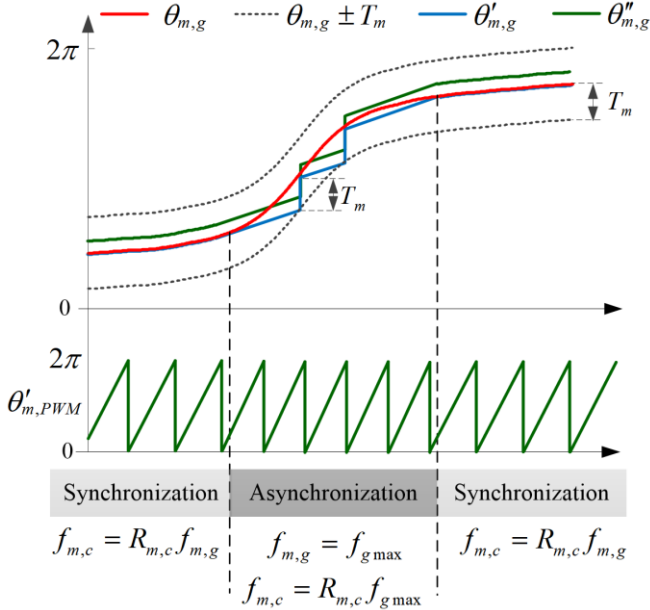 θ_{m,g} θ_{m,g} ± T_m θ′_{m,g} θ″_{m,g}
2π
T_m
T_m
0
2π
θ′_{m,PWM}
0
Synchronization Asynchronization Synchronization
f_{m,c} = R_{m,c} f_{m,g} f_{m,g} = f_{g max} f_{m,c} = R_{m,c} f_{m,g}
f_{m,c} = R_{m,c} f_{g max}